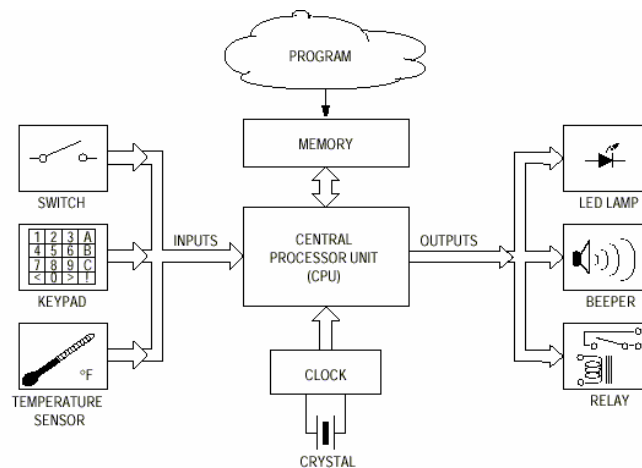 PROGRAM
MEMORY
SWITCH
1 2 3 A
4 5 6 B
7 8 9 C
< 0 > !
KEYPAD
°F
TEMPERATURE
SENSOR
INPUTS
CENTRAL
PROCESSOR UNIT
(CPU)
OUTPUTS
CLOCK
CRYSTAL
LED LAMP
BEEPER
RELAY